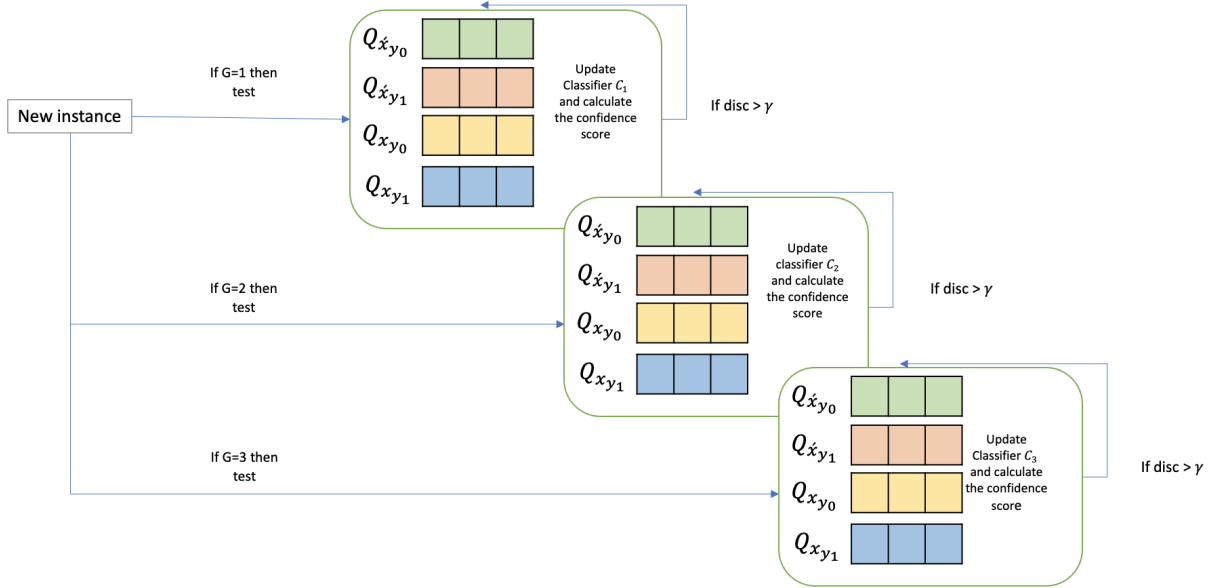 New instance
If G=1 then
test
Q_{x́_{y_0}}
Q_{x́_{y_1}}
Q_{x_{y_0}}
Q_{x_{y_1}}
Update
Classifier C_1
and calculate
the confidence
score
If disc > γ
If G=2 then
test
Q_{x́_{y_0}}
Q_{x́_{y_1}}
Q_{x_{y_0}}
Q_{x_{y_1}}
Update
classifier C_2
and calculate
the confidence
score
If disc > γ
If G=3 then
test
Q_{x́_{y_0}}
Q_{x́_{y_1}}
Q_{x_{y_0}}
Q_{x_{y_1}}
Update
Classifier C_3
and calculate
the confidence
score
If disc > γ